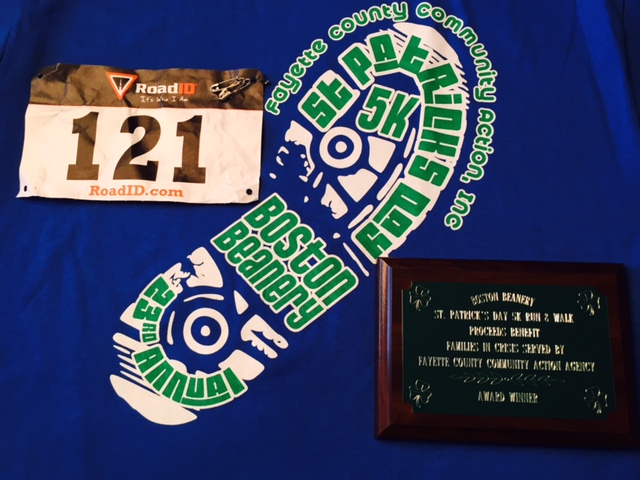 RoadID
It's Who I Am
121
RoadID.com
Fayette County Community Action, Inc
St Patricks Day
5K
Boston
Beanery
23RD Annual
BOSTON BEANERY
ST. PATRICK'S DAY 5K RUN & WALK
PROCEEDS BENEFIT
FAMILIES IN CRISIS SERVED BY
FAYETTE COUNTY COMMUNITY ACTION AGENCY
AWARD WINNER